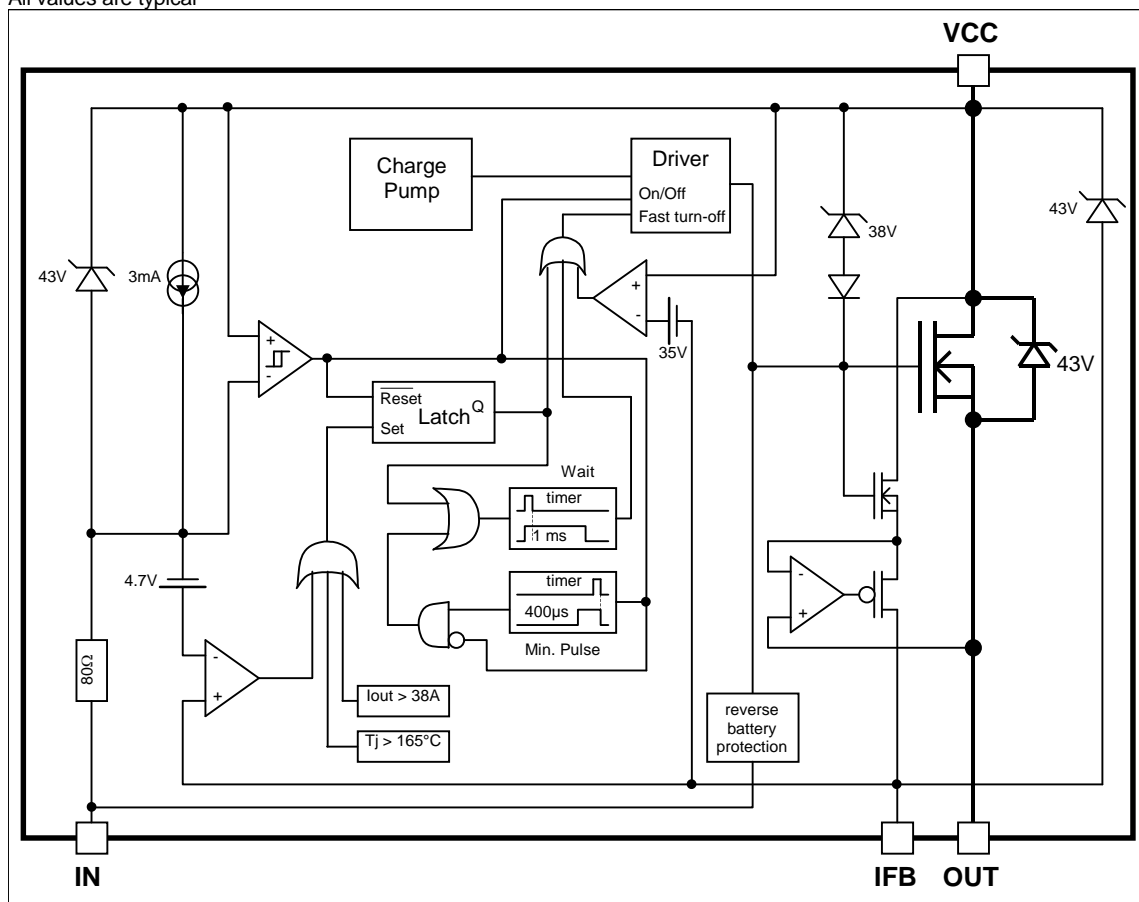 All values are typical
VCC
Charge
Pump
Driver
On/Off
Fast turn-off
43V
3mA
38V
43V
+
-
35V
43V
+
-
Reset
Set
Latch
Q
Wait
timer
1 ms
4.7V
timer
400µs
Min. Pulse
-
+
80Ω
-
+
Iout > 38A
Tj > 165°C
reverse
battery
protection
IN
IFB
OUT